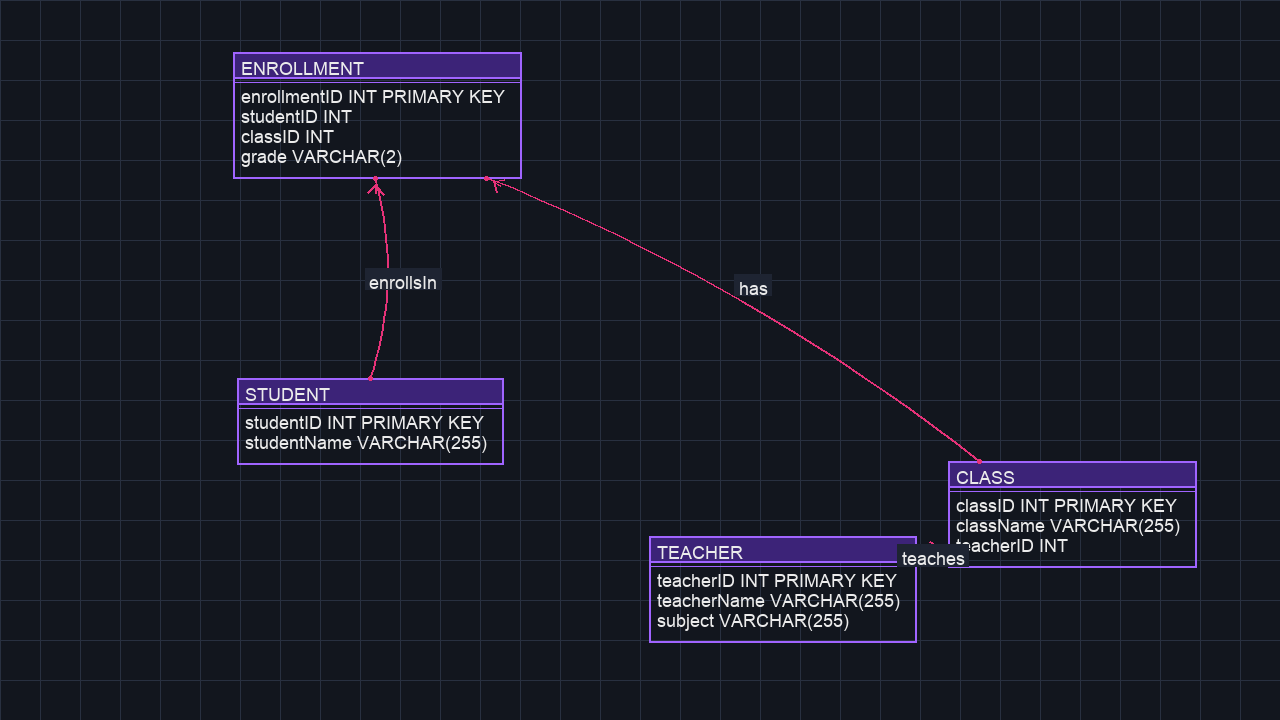 ENROLLMENT
enrollmentID INT PRIMARY KEY
studentID INT
classID INT
grade VARCHAR(2)
enrollsIn
has
STUDENT
studentID INT PRIMARY KEY
studentName VARCHAR(255)
CLASS
classID INT PRIMARY KEY
className VARCHAR(255)
teacherID INT
teaches
TEACHER
teacherID INT PRIMARY KEY
teacherName VARCHAR(255)
subject VARCHAR(255)